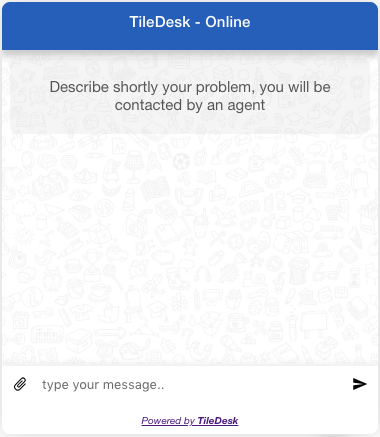 TileDesk - Online
Describe shortly your problem, you will be
contacted by an agent
type your message..
Powered by TileDesk